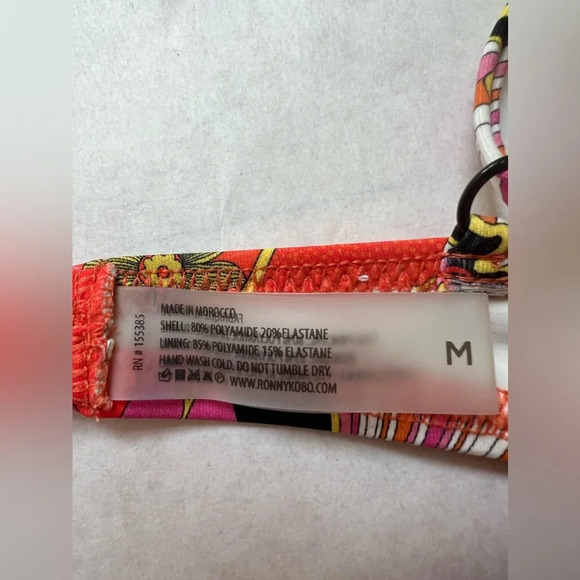 MADE IN MOROCCO
SHELL: 80% POLYAMIDE 20% ELASTANE
LINING: 85% POLYAMIDE 15% ELASTANE
HAND WASH COLD. DO NOT TUMBLE DRY.
WWW.RONNYKOBO.COM
RN # 155385
M